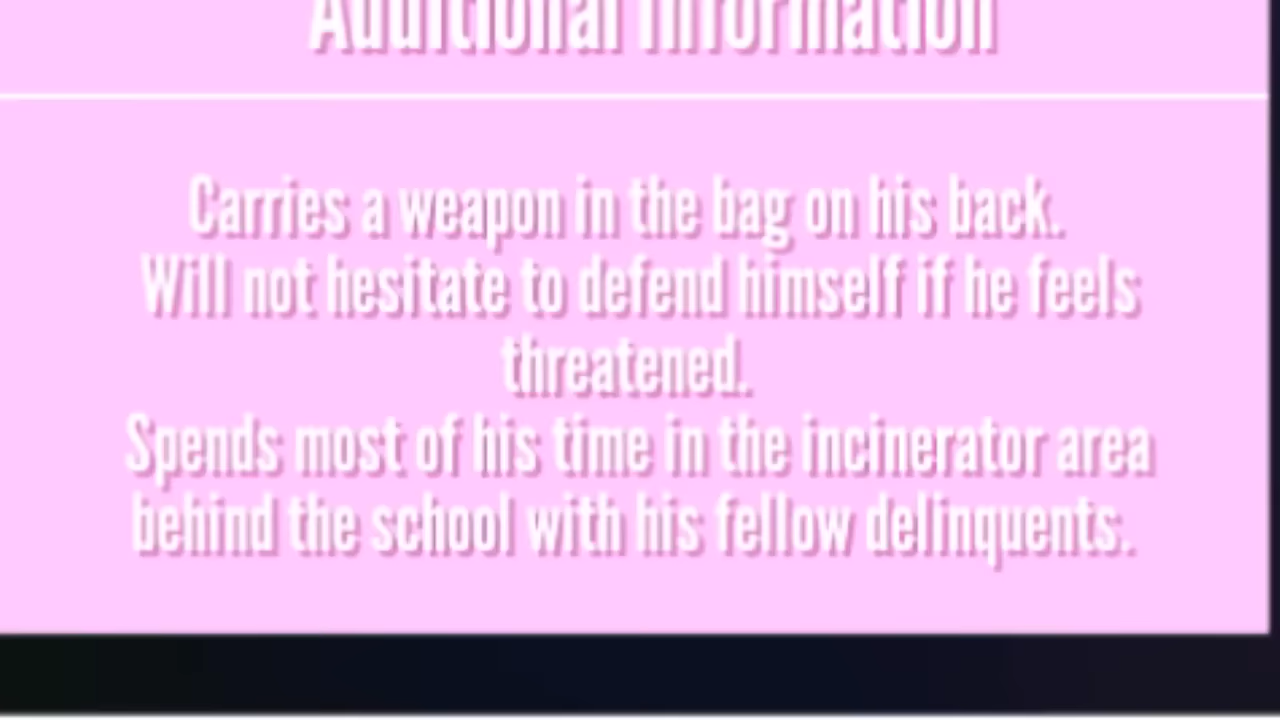 Additional Information
Carries a weapon in the bag on his back.
Will not hesitate to defend himself if he feels
threatened.
Spends most of his time in the incinerator area
behind the school with his fellow delinquents.